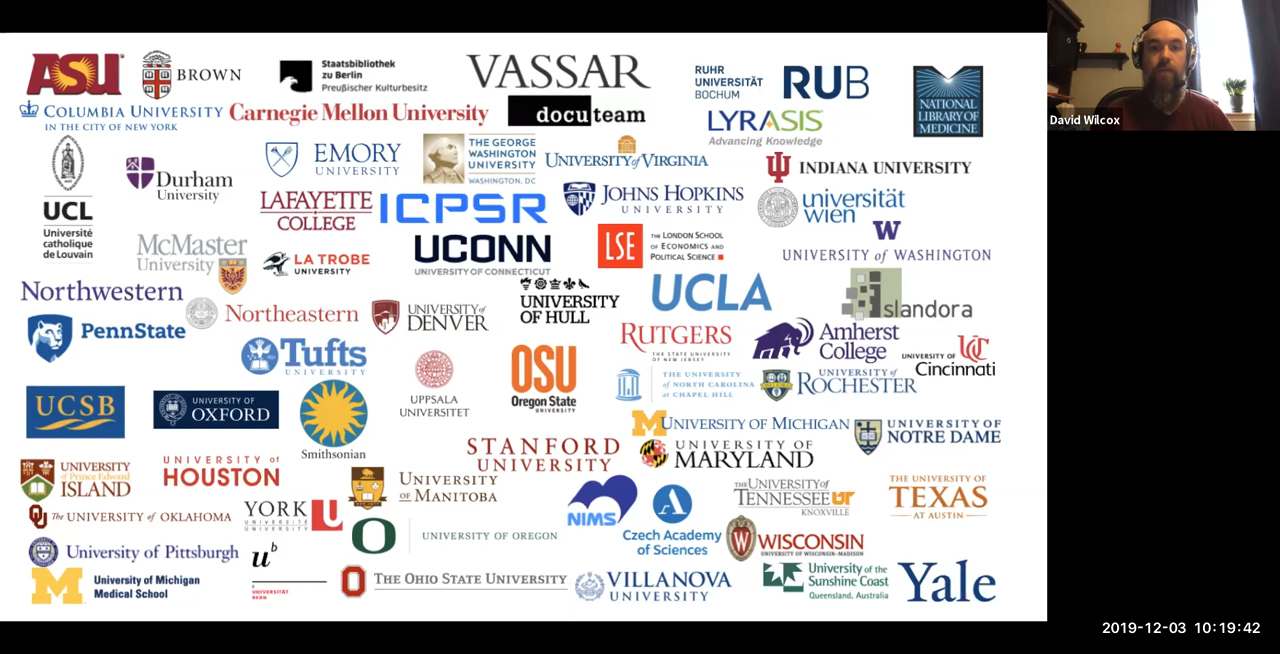 ASU
BROWN
Staatsbibliothek
zu Berlin
Preußischer Kulturbesitz
VASSAR
RUHR
UNIVERSITÄT
BOCHUM
RUB
NATIONAL
LIBRARY OF
MEDICINE
COLUMBIA UNIVERSITY
IN THE CITY OF NEW YORK
Carnegie Mellon University
docuteam
LYRASIS
Advancing Knowledge
David Wilcox
UCL
Université
catholique
de Louvain
Durham
University
EMORY
UNIVERSITY
THE GEORGE
WASHINGTON
UNIVERSITY
WASHINGTON, DC
UNIVERSITY of VIRGINIA
INDIANA UNIVERSITY
LAFAYETTE
COLLEGE
ICPSR
JOHNS HOPKINS
UNIVERSITY
universität
wien
McMaster
University
LA TROBE
UNIVERSITY
UCONN
UNIVERSITY OF CONNECTICUT
LSE
THE LONDON SCHOOL
OF ECONOMICS AND
POLITICAL SCIENCE
W
UNIVERSITY of WASHINGTON
Northwestern
Northeastern
UNIVERSITY of
DENVER
UNIVERSITY
OF HULL
UCLA
islandora
PennState
Tufts
UNIVERSITY
UPPSALA
UNIVERSITET
OSU
Oregon State
UNIVERSITY
RUTGERS
THE STATE UNIVERSITY
OF NEW JERSEY
Amherst
College
UNIVERSITY OF
UC
Cincinnati
THE UNIVERSITY
of NORTH CAROLINA
at CHAPEL HILL
UNIVERSITY of
ROCHESTER
UCSB
UNIVERSITY OF
OXFORD
Smithsonian
M
UNIVERSITY OF MICHIGAN
UNIVERSITY OF
NOTRE DAME
STANFORD
UNIVERSITY
UNIVERSITY OF
MARYLAND
UNIVERSITY
of Prince Edward
ISLAND
UNIVERSITY of
HOUSTON
UNIVERSITY
OF MANITOBA
NIMS
Czech Academy
of Sciences
THE UNIVERSITY of
TENNESSEE UT
KNOXVILLE
THE UNIVERSITY OF
TEXAS
AT AUSTIN
OU
The UNIVERSITY of OKLAHOMA
YORK U
UNIVERSITÉ
UNIVERSITY
O
UNIVERSITY OF OREGON
W
WISCONSIN
UNIVERSITY OF WISCONSIN-MADISON
University of Pittsburgh
u b
UNIVERSITÄT
BERN
M
University of Michigan
Medical School
O
THE OHIO STATE UNIVERSITY
VILLANOVA
UNIVERSITY
University of the
Sunshine Coast
Queensland, Australia
Yale
2019-12-03 10:19:42